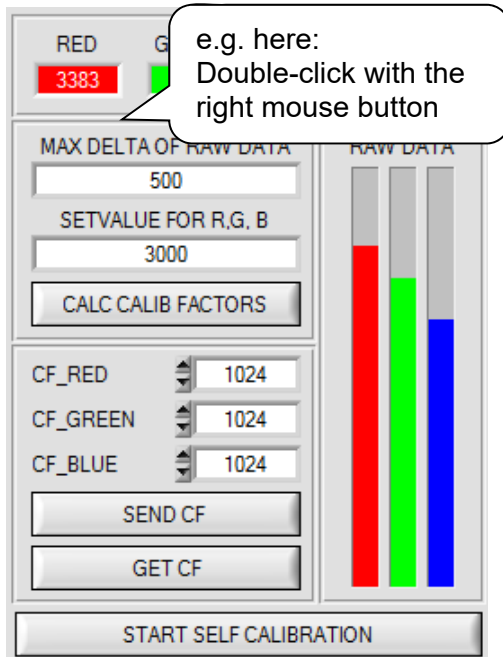 RED
e.g. here:
Double-click with the
right mouse button
3383
MAX DELTA OF RAW DATA
500
SETVALUE FOR R,G, B
3000
CALC CALIB FACTORS
RAW DATA
CF_RED 1024
CF_GREEN 1024
CF_BLUE 1024
SEND CF
GET CF
START SELF CALIBRATION